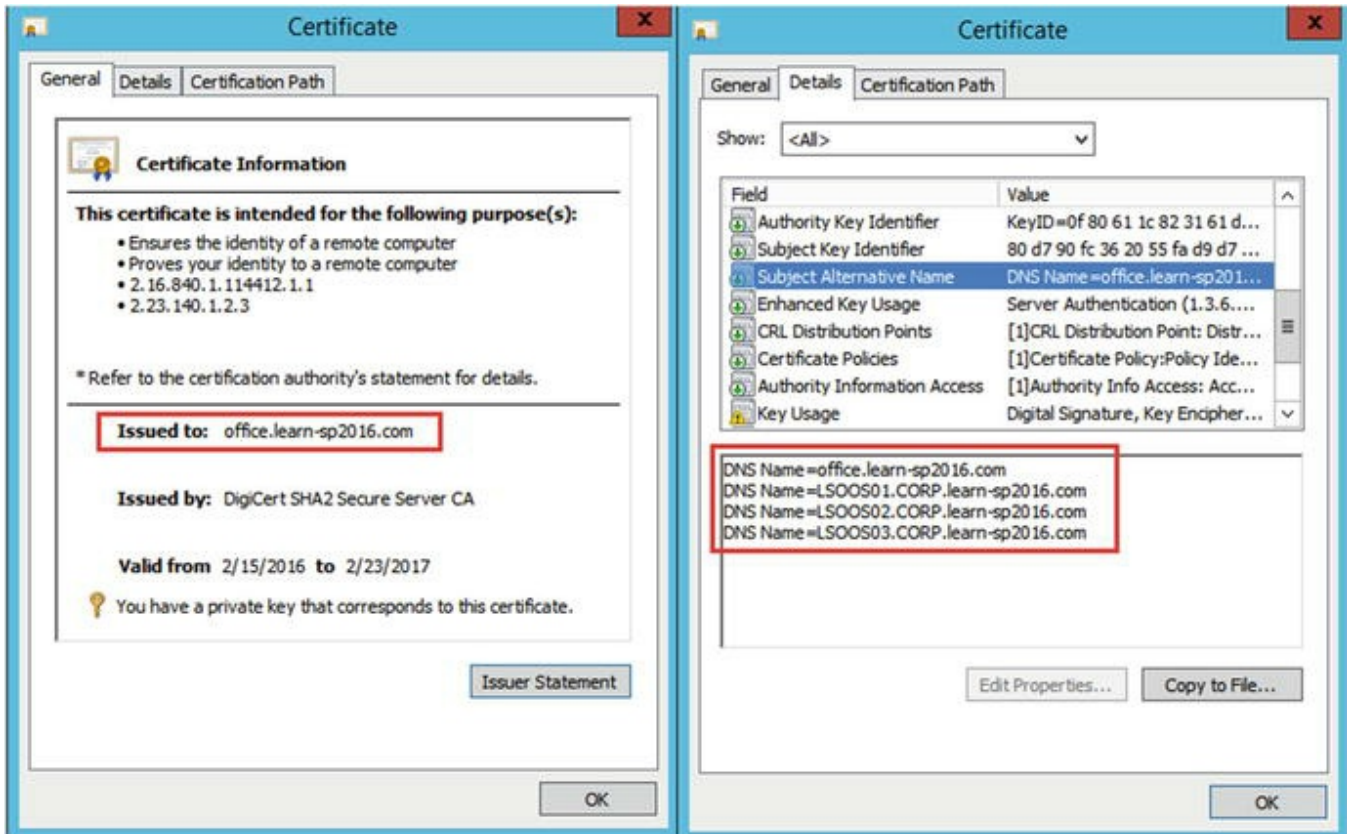 Certificate
General Details Certification Path
Certificate Information
This certificate is intended for the following purpose(s):
• Ensures the identity of a remote computer
• Proves your identity to a remote computer
• 2.16.840.1.114412.1.1
• 2.23.140.1.2.3
* Refer to the certification authority's statement for details.
Issued to: office.learn-sp2016.com
Issued by: DigiCert SHA2 Secure Server CA
Valid from 2/15/2016 to 2/23/2017
You have a private key that corresponds to this certificate.
Issuer Statement
OK
Certificate
General Details Certification Path
Show: <All>
Field Value
Authority Key Identifier KeyID=0f 80 61 1c 82 31 61 d...
Subject Key Identifier 80 d7 90 fc 36 20 55 fa d9 d7 ...
Subject Alternative Name DNS Name=office.learn-sp201...
Enhanced Key Usage Server Authentication (1.3.6....
CRL Distribution Points [1]CRL Distribution Point: Distr...
Certificate Policies [1]Certificate Policy:Policy Ide...
Authority Information Access [1]Authority Info Access: Acc...
Key Usage Digital Signature, Key Encipher...
DNS Name=office.learn-sp2016.com
DNS Name=LSOOS01.CORP.learn-sp2016.com
DNS Name=LSOOS02.CORP.learn-sp2016.com
DNS Name=LSOOS03.CORP.learn-sp2016.com
Edit Properties... Copy to File...
OK